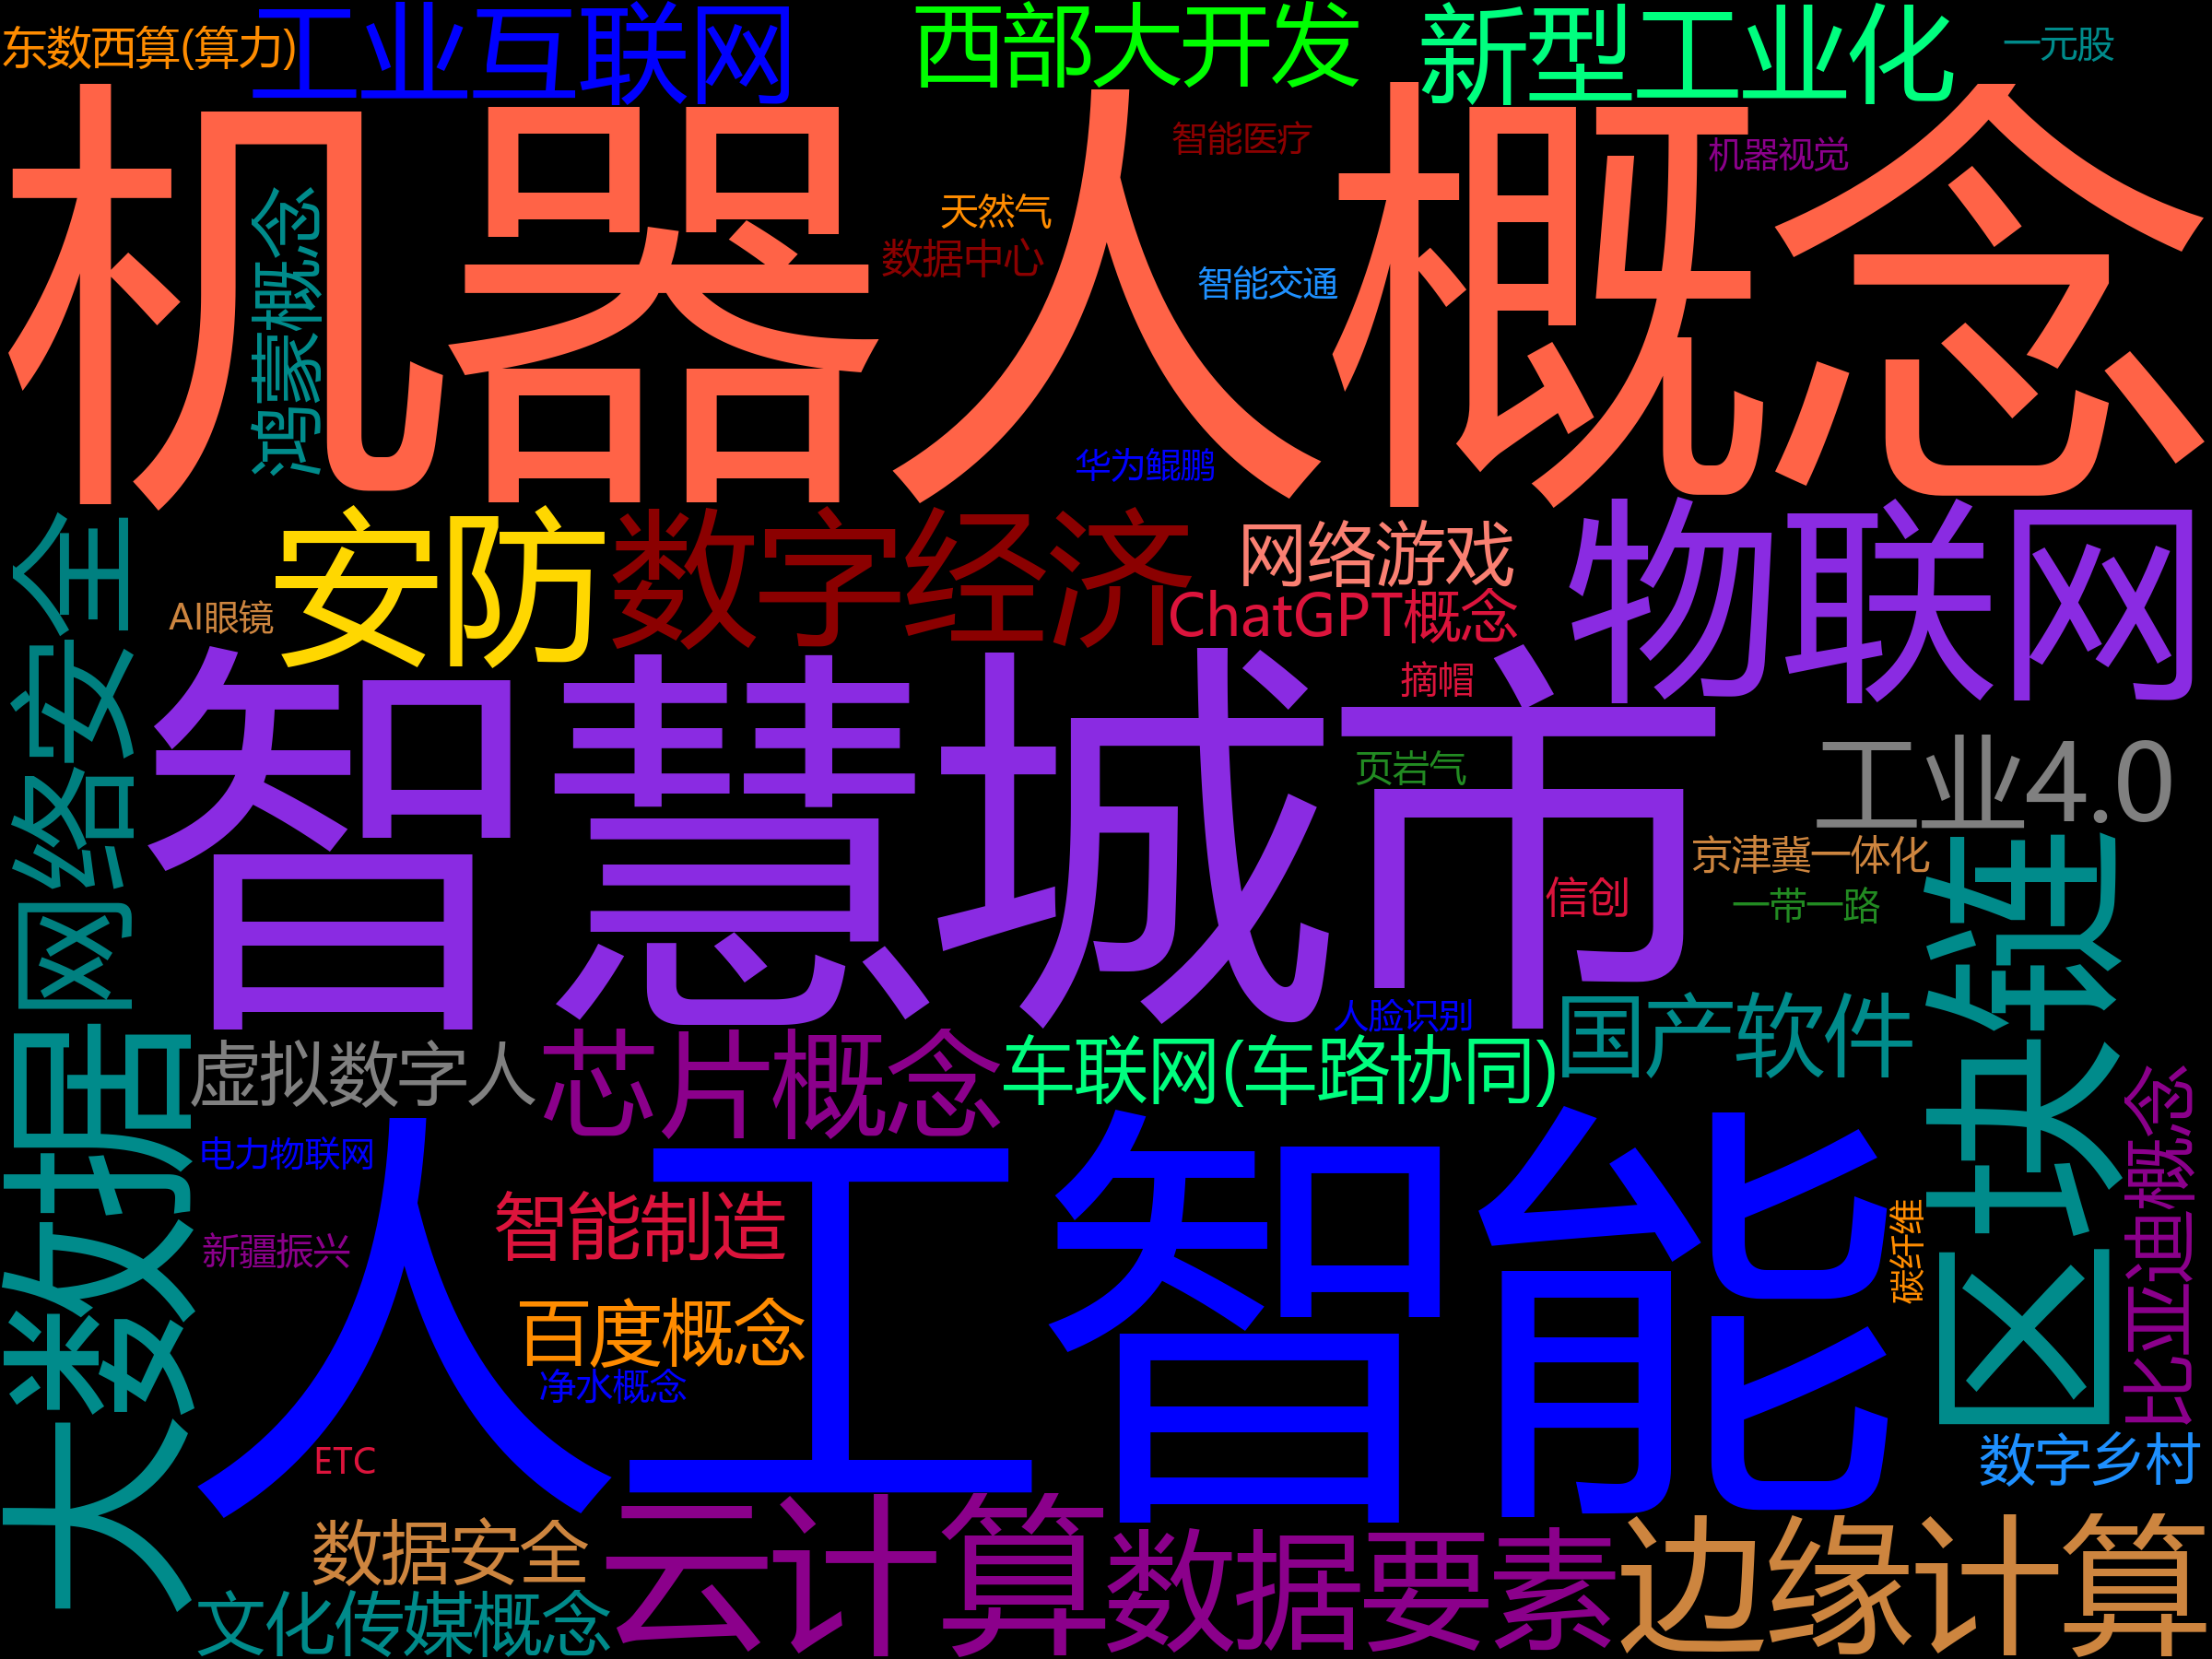 东数西算(算力)
工业互联网
西部大开发
新型工业化
一元股
机器人概念
智能医疗
机器视觉
天然气
数据中心
智能交通
鸿蒙概念
华为鲲鹏
安防
数字经济
网络游戏
物联网
AI眼镜
ChatGPT概念
网络安全
智慧城市
摘帽
页岩气
工业4.0
京津冀一体化
信创
一带一路
区块链
人脸识别
国产软件
虚拟数字人
芯片概念
车联网(车路协同)
大数据
电力物联网
人工智能
智能制造
新疆振兴
碳纤维
比亚迪概念
百度概念
净水概念
ETC
数字乡村
数据安全
云计算
数据要素
边缘计算
文化传媒概念